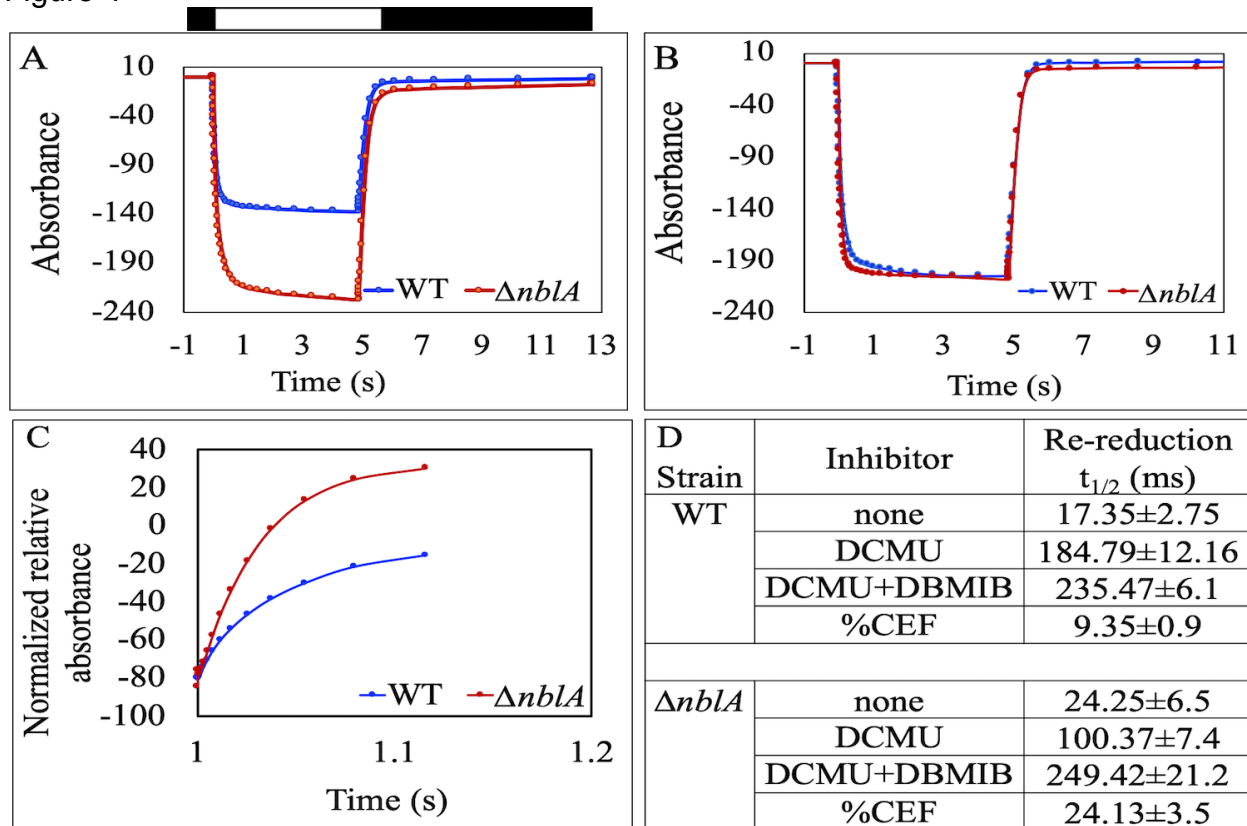 A
Absorbance
10
-40
-90
-140
-190
-240
WT
ΔnblA
-1 1 3 5 7 9 11 13
Time (s)
B
Absorbance
10
-40
-90
-140
-190
-240
WT
ΔnblA
-1 1 3 5 7 9 11
Time (s)
C
Normalized relative
absorbance
40
20
0
-20
-40
-60
-80
-100
WT
ΔnblA
1 1.1 1.2
Time (s)
D
Strain Inhibitor Re-reduction
t1/2 (ms)
WT none 17.35±2.75
DCMU 184.79±12.16
DCMU+DBMIB 235.47±6.1
%CEF 9.35±0.9
ΔnblA none 24.25±6.5
DCMU 100.37±7.4
DCMU+DBMIB 249.42±21.2
%CEF 24.13±3.5